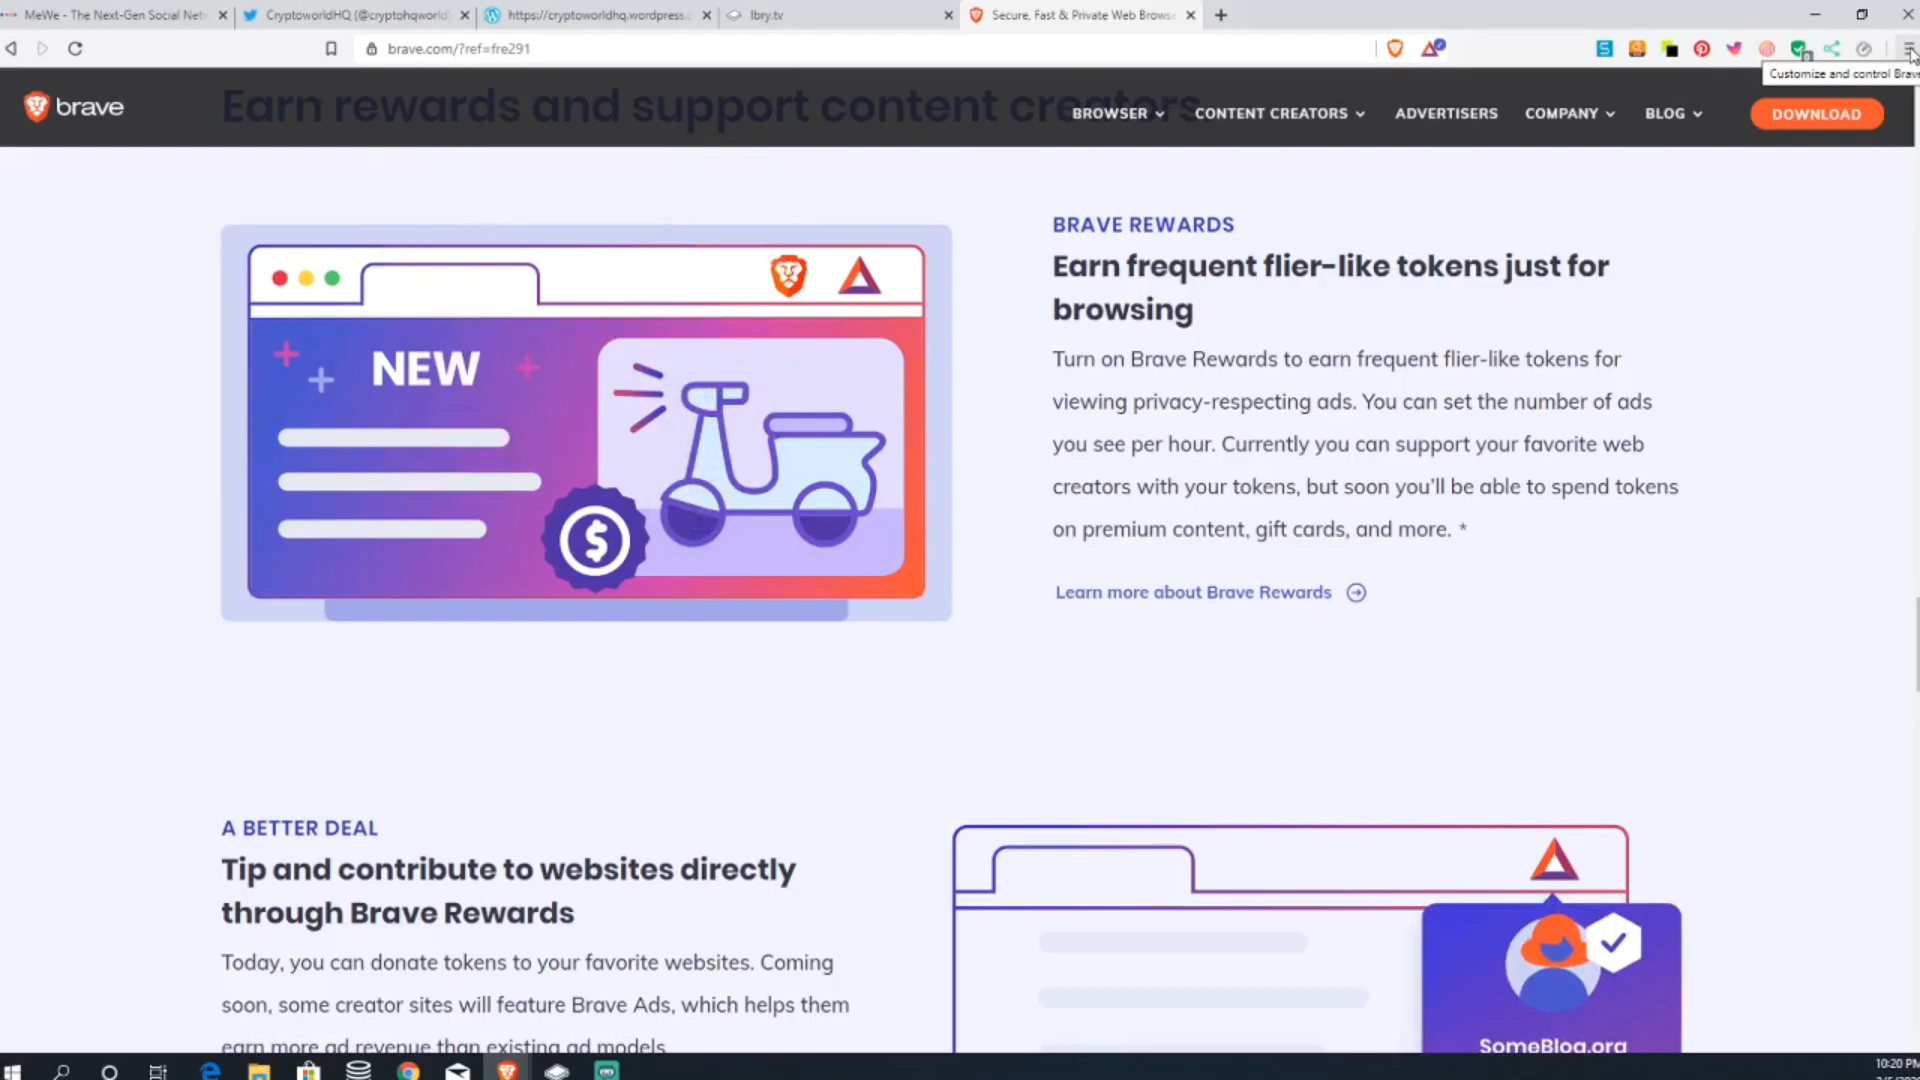 MeWe - The Next-Gen Social Net
CryptoworldHQ (@cryptohqworld
https://cryptoworldhq.wordpress.
lbry.tv
Secure, Fast & Private Web Brows
brave.com/?ref=fre291
Customize and control Brave
brave
Earn rewards and support content creators
BROWSER
CONTENT CREATORS
ADVERTISERS
COMPANY
BLOG
DOWNLOAD
NEW
$
BRAVE REWARDS
Earn frequent flier-like tokens just for
browsing
Turn on Brave Rewards to earn frequent flier-like tokens for
viewing privacy-respecting ads. You can set the number of ads
you see per hour. Currently you can support your favorite web
creators with your tokens, but soon you’ll be able to spend tokens
on premium content, gift cards, and more. *
Learn more about Brave Rewards
A BETTER DEAL
Tip and contribute to websites directly
through Brave Rewards
Today, you can donate tokens to your favorite websites. Coming
soon, some creator sites will feature Brave Ads, which helps them
earn more ad revenue than existing ad models.
SomeBlog.org
10:20 PM